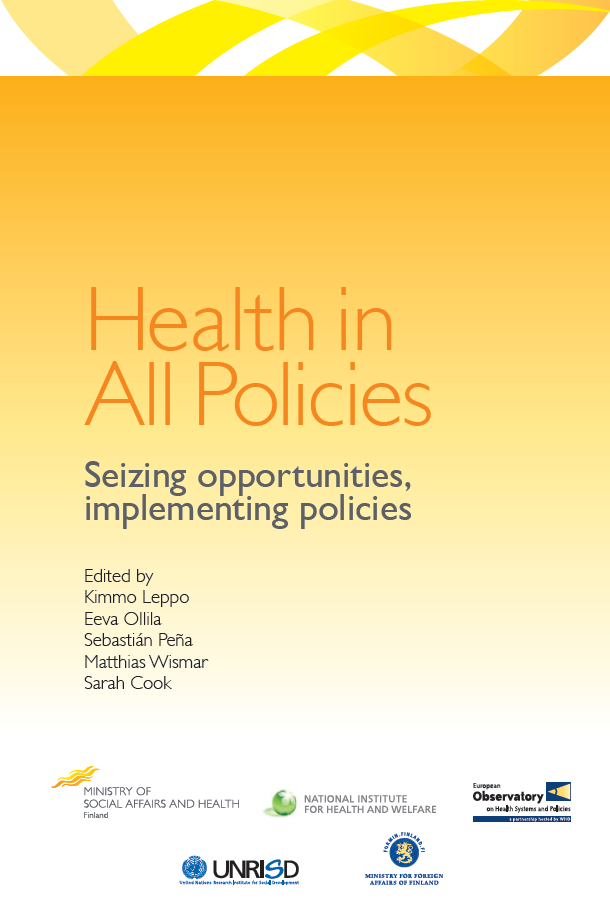 Health in
All Policies
Seizing opportunities,
implementing policies
Edited by
Kimmo Leppo
Eeva Ollila
Sebastián Peña
Matthias Wismar
Sarah Cook
MINISTRY OF
SOCIAL AFFAIRS AND HEALTH
Finland
NATIONAL INSTITUTE
FOR HEALTH AND WELFARE
European
Observatory
on Health Systems and Policies
a partnership hosted by WHO
UNRISD
United Nations Research Institute for Social Development
FORMIN.FINLAND.FI
MINISTRY FOR FOREIGN
AFFAIRS OF FINLAND